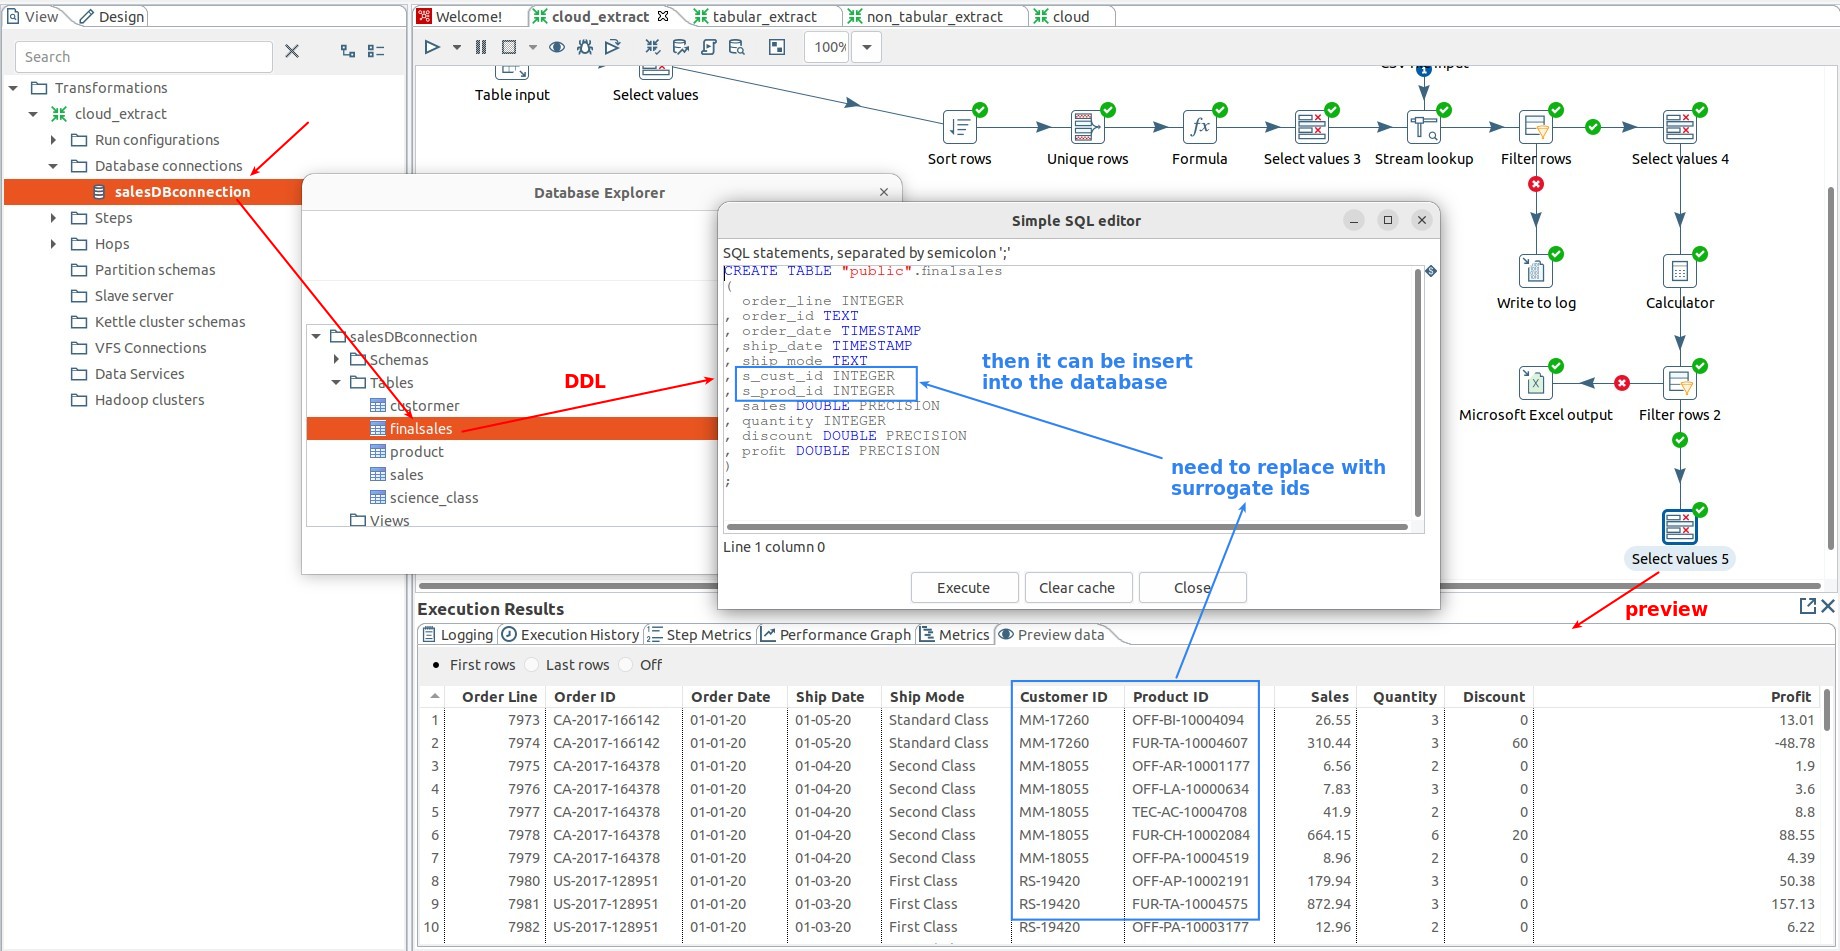 View
Design
Search
Transformations
cloud_extract
Run configurations
Database connections
salesDBconnection
Steps
Hops
Partition schemas
Slave server
Kettle cluster schemas
VFS Connections
Data Services
Hadoop clusters
Welcome!
cloud_extract
tabular_extract
non_tabular_extract
cloud
100%
Table input
Select values
Sort rows
Unique rows
Formula
Select values 3
Stream lookup
Filter rows
Select values 4
Write to log
Calculator
Microsoft Excel output
Filter rows 2
Select values 5
Database Explorer
salesDBconnection
Schemas
Tables
custormer
finalsales
product
sales
science_class
Views
DDL
Simple SQL editor
SQL statements, separated by semicolon ';'
CREATE TABLE "public".finalsales
(
order_line INTEGER
, order_id TEXT
, order_date TIMESTAMP
, ship_date TIMESTAMP
, ship_mode TEXT
, s_cust_id INTEGER
, s_prod_id INTEGER
, sales DOUBLE PRECISION
, quantity INTEGER
, discount DOUBLE PRECISION
, profit DOUBLE PRECISION
)
;
then it can be insert
into the database
need to replace with
surrogate ids
Line 1 column 0
Execute
Clear cache
Close
preview
Execution Results
Logging
Execution History
Step Metrics
Performance Graph
Metrics
Preview data
First rows
Last rows
Off
Order Line Order ID Order Date Ship Date Ship Mode Customer ID Product ID Sales Quantity Discount Profit
1 7973 CA-2017-166142 01-01-20 01-05-20 Standard Class MM-17260 OFF-BI-10004094 26.55 3 0 13.01
2 7974 CA-2017-166142 01-01-20 01-05-20 Standard Class MM-17260 FUR-TA-10004607 310.44 3 60 -48.78
3 7975 CA-2017-164378 01-01-20 01-04-20 Second Class MM-18055 OFF-AR-10001177 6.56 2 0 1.9
4 7976 CA-2017-164378 01-01-20 01-04-20 Second Class MM-18055 OFF-LA-10000634 7.83 3 0 3.6
5 7977 CA-2017-164378 01-01-20 01-04-20 Second Class MM-18055 TEC-AC-10004708 41.9 2 0 8.8
6 7978 CA-2017-164378 01-01-20 01-04-20 Second Class MM-18055 FUR-CH-10002084 664.15 6 20 88.55
7 7979 CA-2017-164378 01-01-20 01-04-20 Second Class MM-18055 OFF-PA-10004519 8.96 2 0 4.39
8 7980 US-2017-128951 01-01-20 01-03-20 First Class RS-19420 OFF-AP-10002191 179.94 3 0 50.38
9 7981 US-2017-128951 01-01-20 01-03-20 First Class RS-19420 FUR-TA-10004575 872.94 3 0 157.13
10 7982 US-2017-128951 01-01-20 01-03-20 First Class RS-19420 OFF-PA-10003177 12.96 2 0 6.22